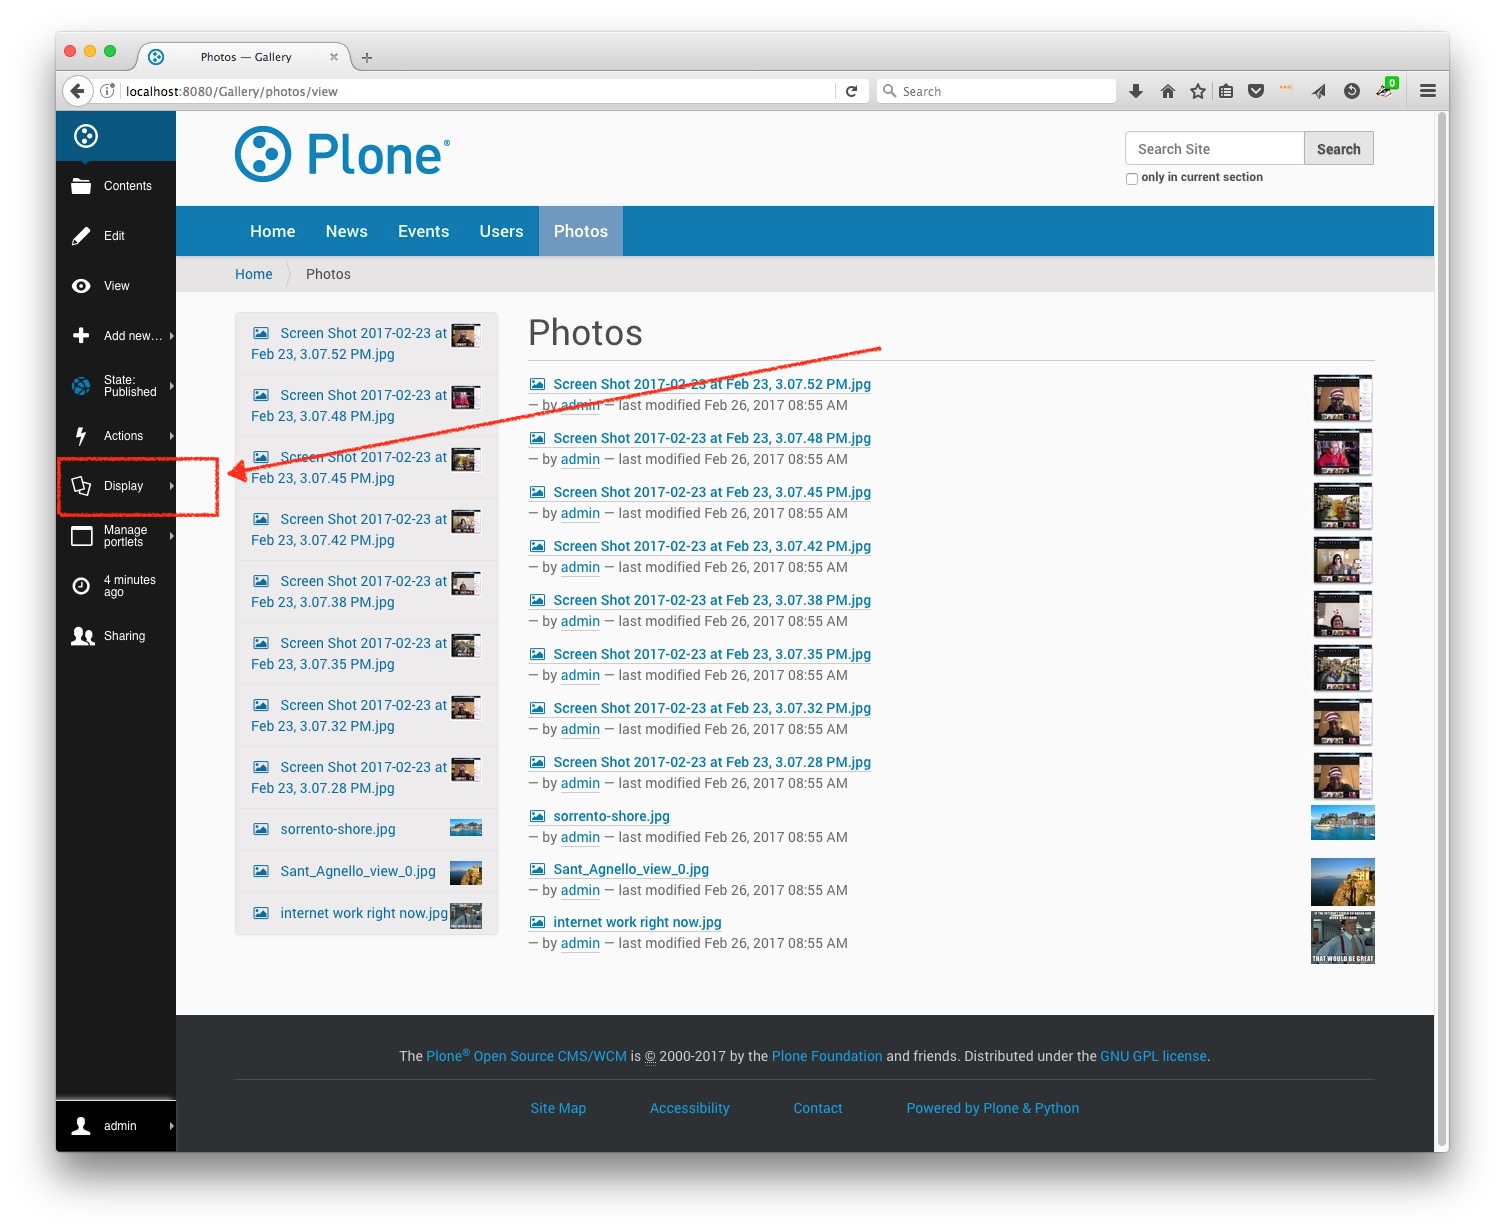 Photos — Gallery
localhost:8080/Gallery/photos/view
Search
0
Plone®
Search Site
Search
only in current section
Contents
Edit
View
Add new...
State:
Published
Actions
Display
Manage
portlets
4 minutes
ago
Sharing
admin
Home
News
Events
Users
Photos
Home
Photos
Screen Shot 2017-02-23 at
Feb 23, 3.07.52 PM.jpg
Screen Shot 2017-02-23 at
Feb 23, 3.07.48 PM.jpg
Screen Shot 2017-02-23 at
Feb 23, 3.07.45 PM.jpg
Screen Shot 2017-02-23 at
Feb 23, 3.07.42 PM.jpg
Screen Shot 2017-02-23 at
Feb 23, 3.07.38 PM.jpg
Screen Shot 2017-02-23 at
Feb 23, 3.07.35 PM.jpg
Screen Shot 2017-02-23 at
Feb 23, 3.07.32 PM.jpg
Screen Shot 2017-02-23 at
Feb 23, 3.07.28 PM.jpg
sorrento-shore.jpg
Sant_Agnello_view_0.jpg
internet work right now.jpg
Photos
Screen Shot 2017-02-23 at Feb 23, 3.07.52 PM.jpg
— by admin — last modified Feb 26, 2017 08:55 AM
Screen Shot 2017-02-23 at Feb 23, 3.07.48 PM.jpg
— by admin — last modified Feb 26, 2017 08:55 AM
Screen Shot 2017-02-23 at Feb 23, 3.07.45 PM.jpg
— by admin — last modified Feb 26, 2017 08:55 AM
Screen Shot 2017-02-23 at Feb 23, 3.07.42 PM.jpg
— by admin — last modified Feb 26, 2017 08:55 AM
Screen Shot 2017-02-23 at Feb 23, 3.07.38 PM.jpg
— by admin — last modified Feb 26, 2017 08:55 AM
Screen Shot 2017-02-23 at Feb 23, 3.07.35 PM.jpg
— by admin — last modified Feb 26, 2017 08:55 AM
Screen Shot 2017-02-23 at Feb 23, 3.07.32 PM.jpg
— by admin — last modified Feb 26, 2017 08:55 AM
Screen Shot 2017-02-23 at Feb 23, 3.07.28 PM.jpg
— by admin — last modified Feb 26, 2017 08:55 AM
sorrento-shore.jpg
— by admin — last modified Feb 26, 2017 08:55 AM
Sant_Agnello_view_0.jpg
— by admin — last modified Feb 26, 2017 08:55 AM
internet work right now.jpg
— by admin — last modified Feb 26, 2017 08:55 AM
THAT WOULD BE GREAT
The Plone® Open Source CMS/WCM is © 2000-2017 by the Plone Foundation and friends. Distributed under the GNU GPL license.
Site Map
Accessibility
Contact
Powered by Plone & Python